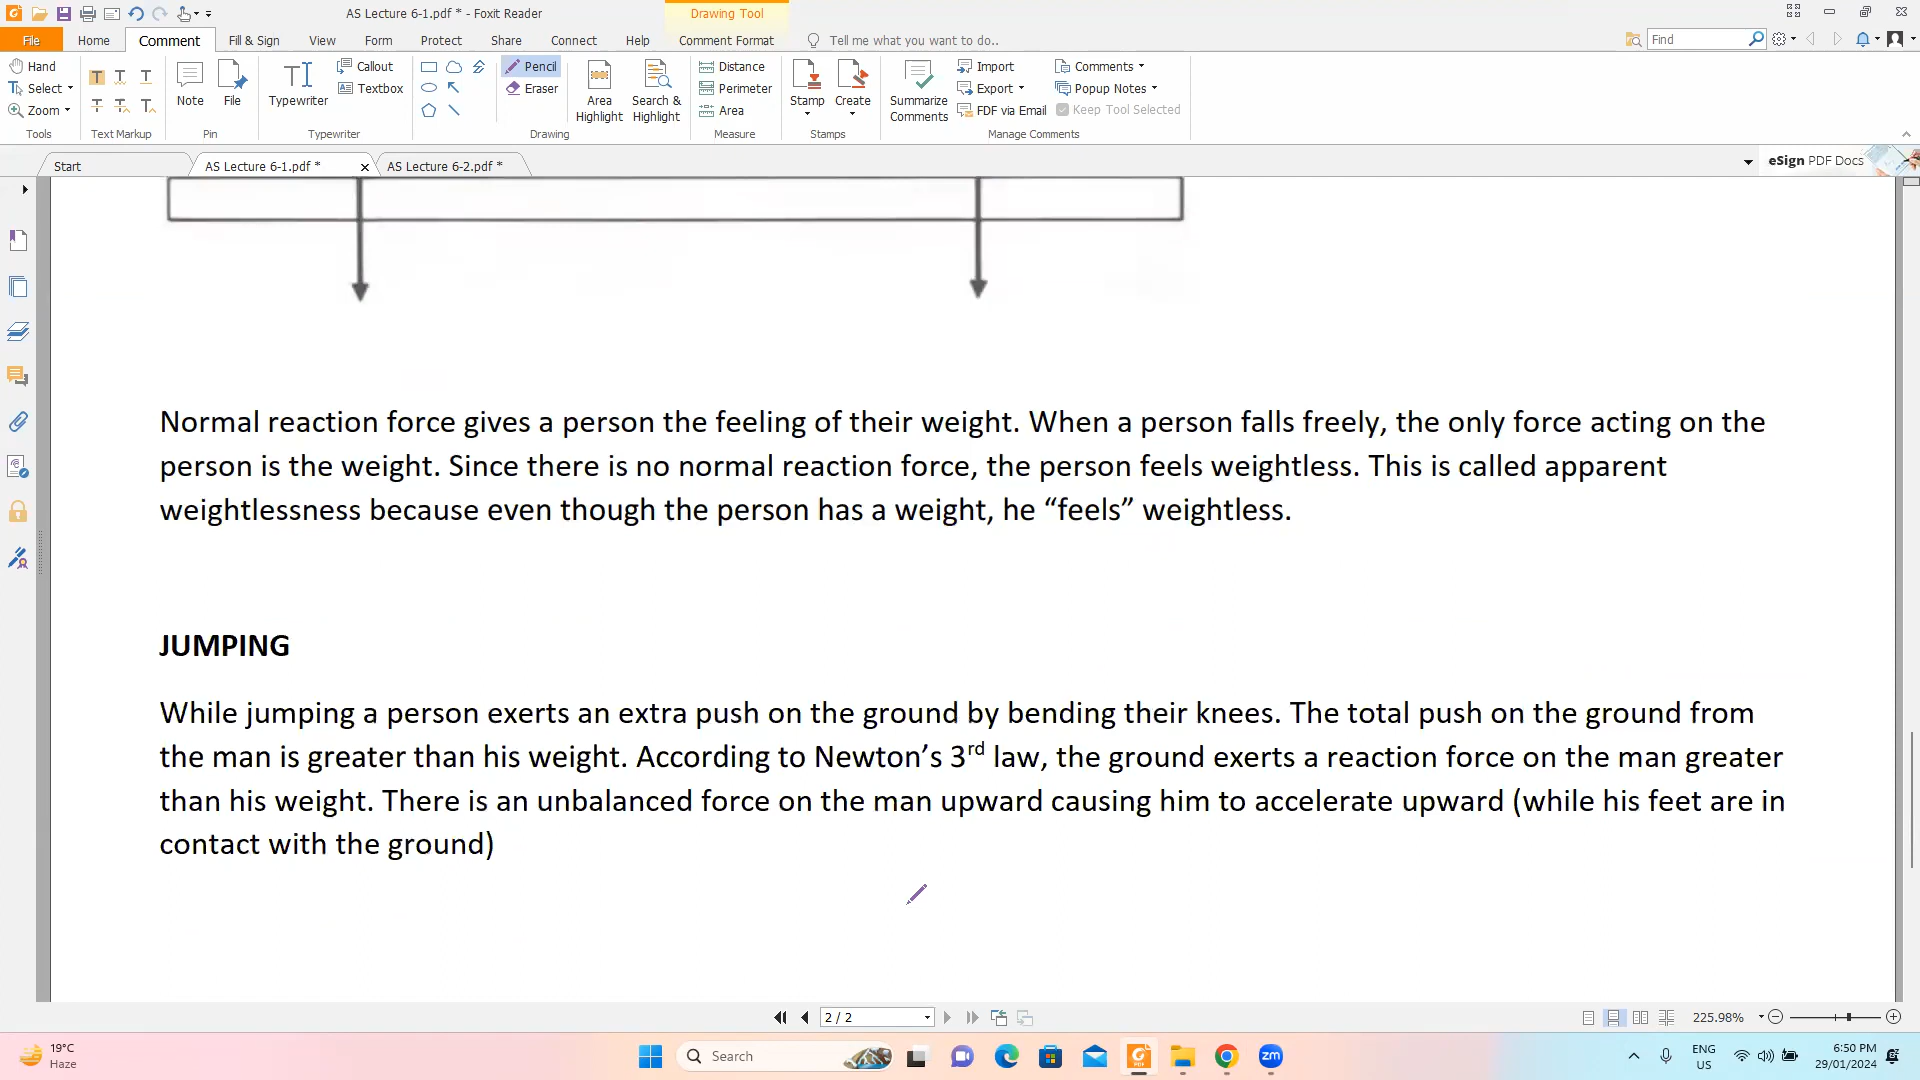 AS Lecture 6-1.pdf * - Foxit Reader
Drawing Tool
File
Home
Comment
Fill & Sign
View
Form
Protect
Share
Connect
Help
Comment Format
Tell me what you want to do..
Find
Hand
Select
Zoom
Tools
Text Markup
Note
File
Pin
Typewriter
Callout
Textbox
Typewriter
Pencil
Eraser
Area
Highlight
Search &
Highlight
Drawing
Distance
Perimeter
Area
Measure
Stamp
Create
Stamps
Summarize
Comments
Import
Export
FDF via Email
Comments
Popup Notes
Keep Tool Selected
Manage Comments
Start
AS Lecture 6-1.pdf *
AS Lecture 6-2.pdf *
eSign PDF Docs
Normal reaction force gives a person the feeling of their weight. When a person falls freely, the only force acting on the
person is the weight. Since there is no normal reaction force, the person feels weightless. This is called apparent
weightlessness because even though the person has a weight, he “feels” weightless.
JUMPING
While jumping a person exerts an extra push on the ground by bending their knees. The total push on the ground from
the man is greater than his weight. According to Newton’s 3rd law, the ground exerts a reaction force on the man greater
than his weight. There is an unbalanced force on the man upward causing him to accelerate upward (while his feet are in
contact with the ground)
2 / 2
225.98%
19°C
Haze
Search
zm
ENG
US
6:50 PM
29/01/2024